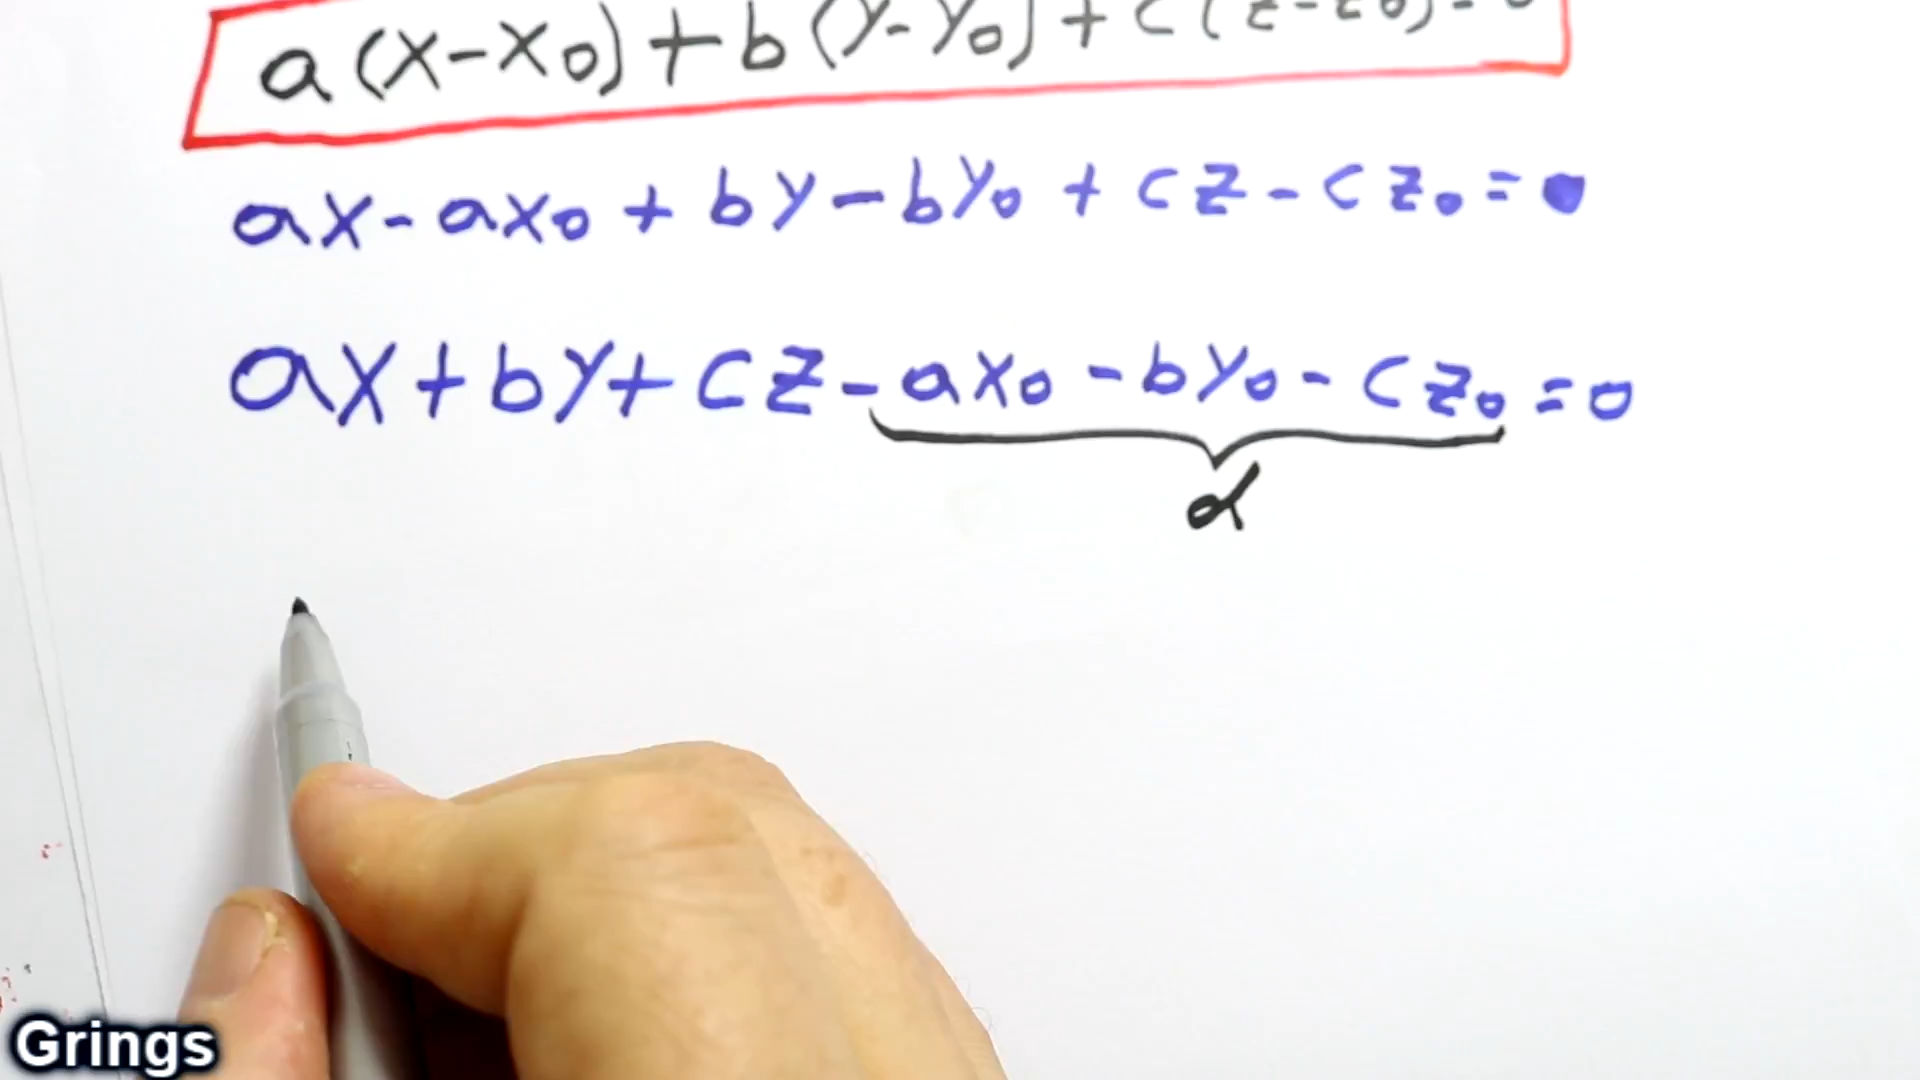 a(x-x₀)+b(y-y₀)+c(z-z₀)=0
ax-ax₀+by-by₀+cz-cz₀=0
ax+by+cz-ax₀-by₀-cz₀=0
d
Grings